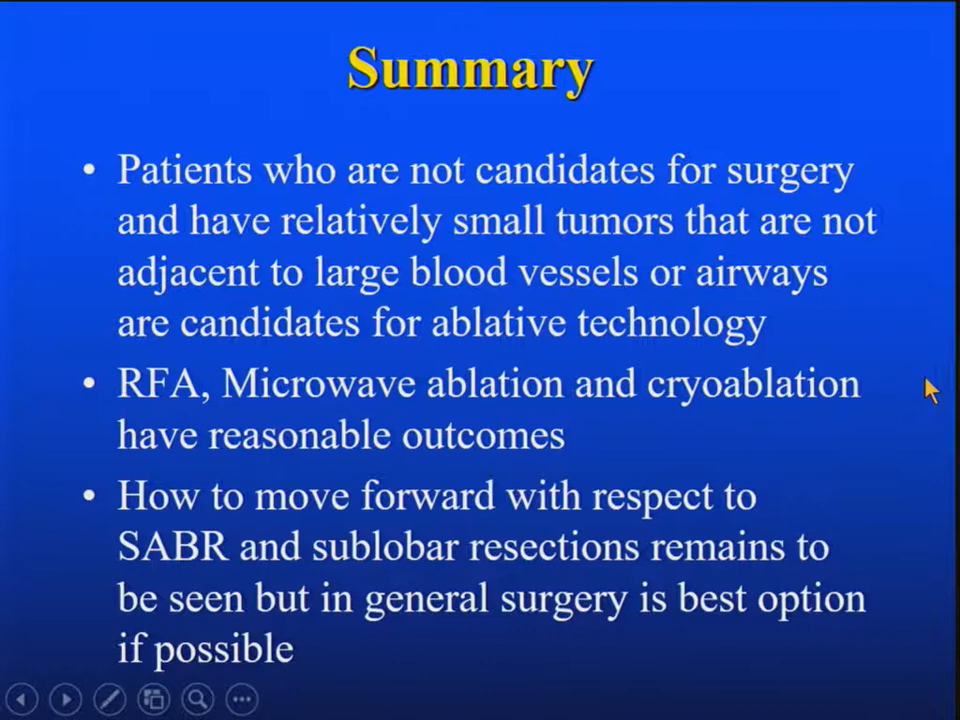 Summary
• Patients who are not candidates for surgery
and have relatively small tumors that are not
adjacent to large blood vessels or airways
are candidates for ablative technology
• RFA, Microwave ablation and cryoablation
have reasonable outcomes
• How to move forward with respect to
SABR and sublobar resections remains to
be seen but in general surgery is best option
if possible